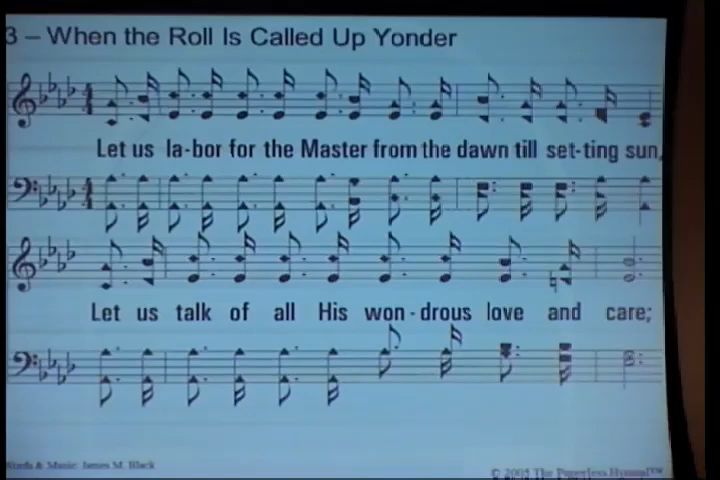 3 – When the Roll Is Called Up Yonder
Let us la-bor for the Master from the dawn till set-ting sun,
Let us talk of all His won-drous love and care;
Words & Music: James M. Black
© 2005 The Paperless Hymnal™